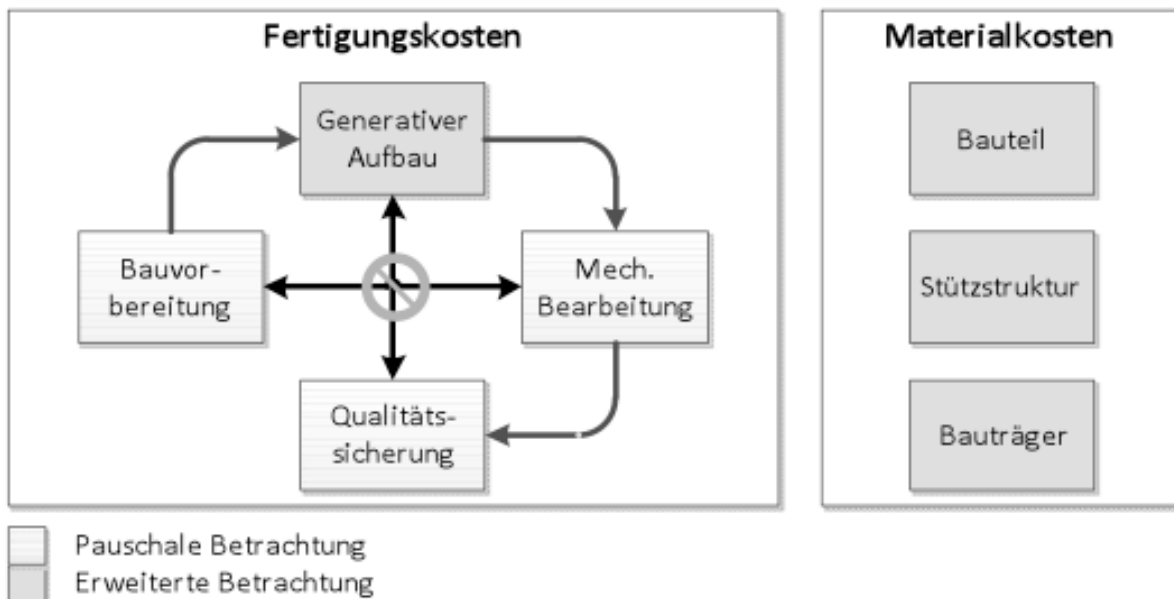 Fertigungskosten
Generativer
Aufbau
Bauvor-
bereitung
Mech.
Bearbeitung
Qualitäts-
sicherung
Materialkosten
Bauteil
Stützstruktur
Bauträger
Pauschale Betrachtung
Erweiterte Betrachtung